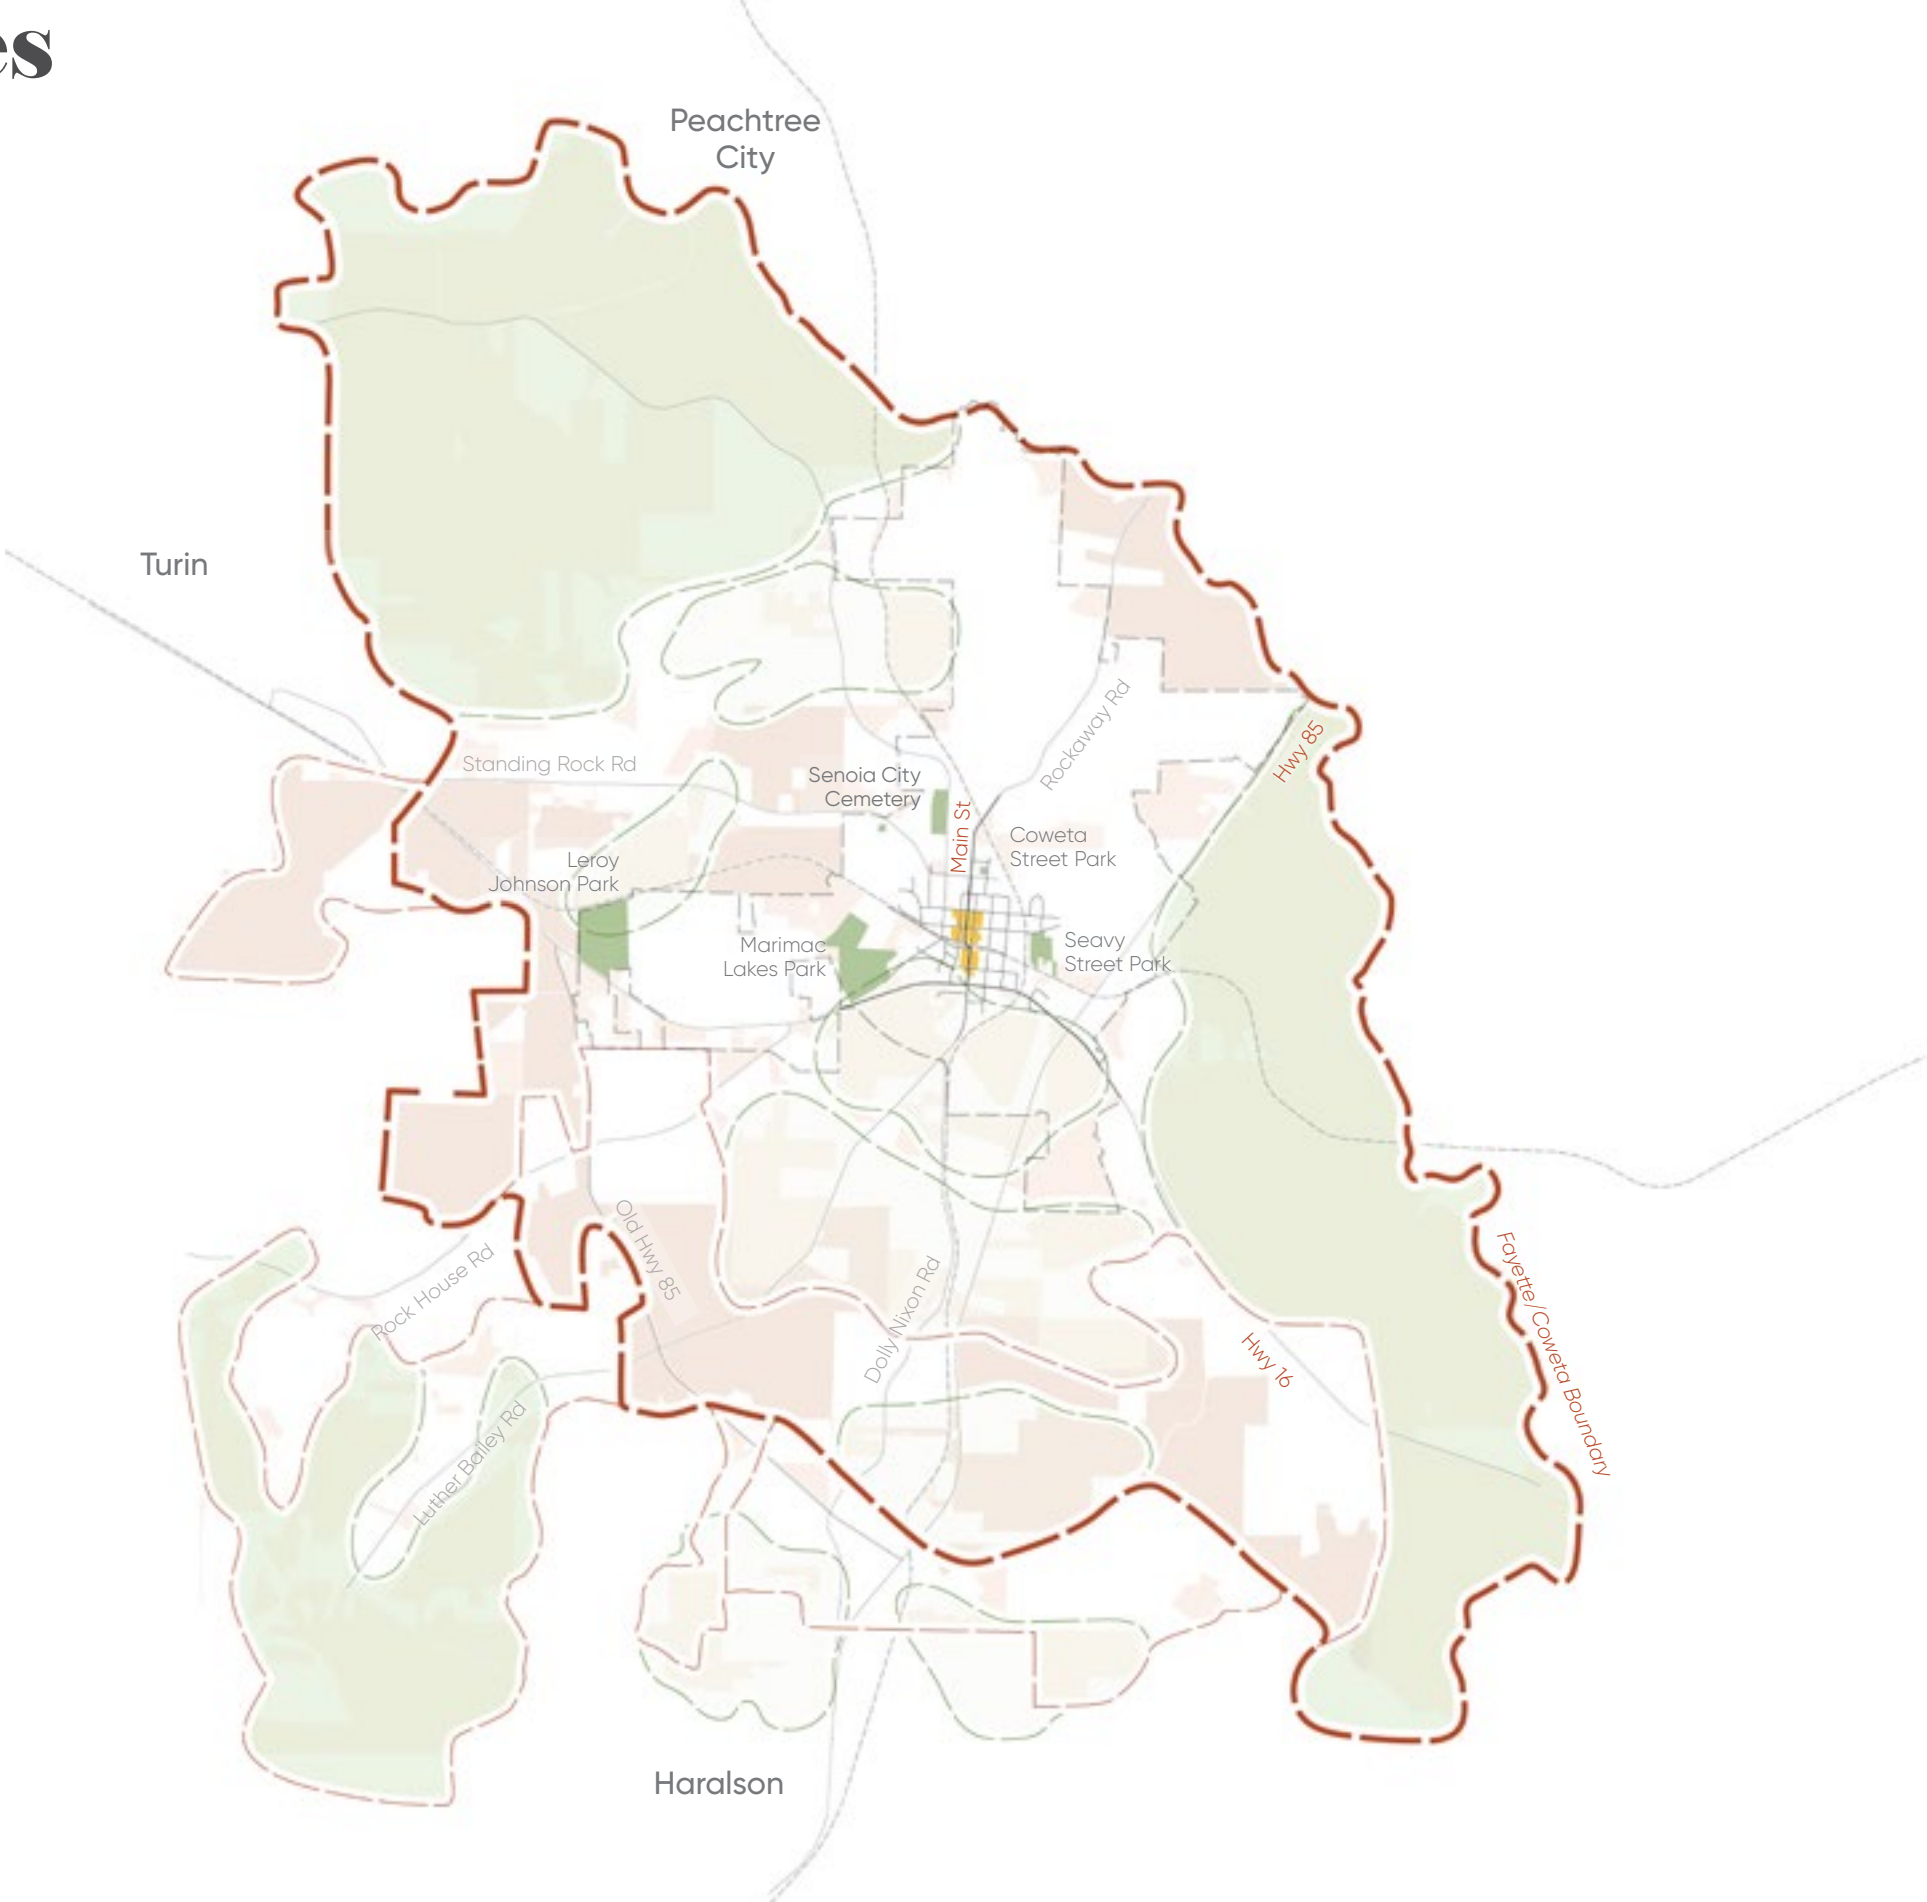 es
Peachtree
City
Turin
Standing Rock Rd
Senoia City
Cemetery
Main St
Rockaway Rd
Hwy 85
Coweta
Street Park
Leroy
Johnson Park
Marimac
Lakes Park
Seavy
Street Park
Old Hwy 85
Rock House Rd
Dolly Nixon Rd
Luther Bailey Rd
Hwy 16
Fayette/Coweta Boundary
Haralson